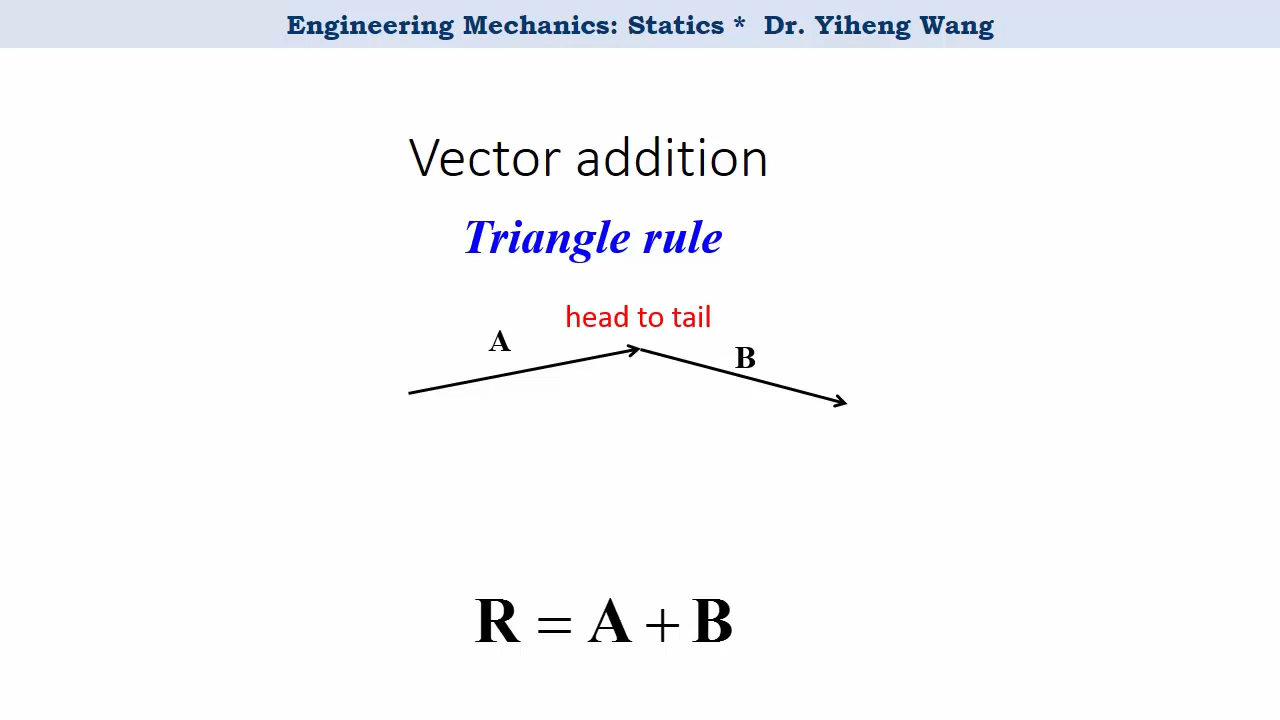 Engineering Mechanics: Statics * Dr. Yiheng Wang
Vector addition
Triangle rule
head to tail
A
B
R = A + B